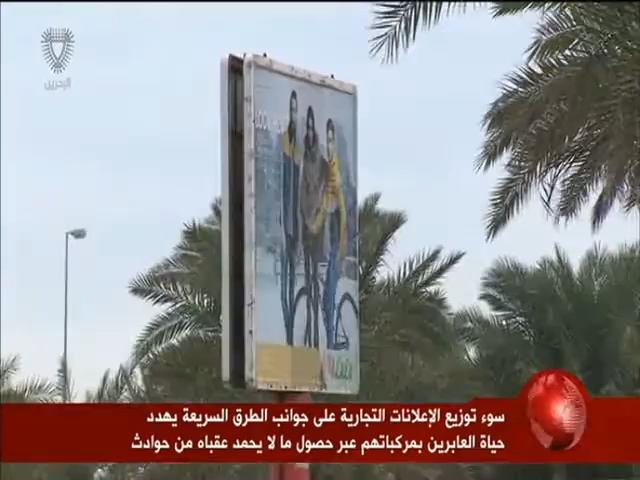 البحرين
سوء توزيع الإعلانات التجارية على جوانب الطرق السريعة يهدد
حياة العابرين بمركباتهم عبر حصول ما لا يحمد عقباه من حوادث